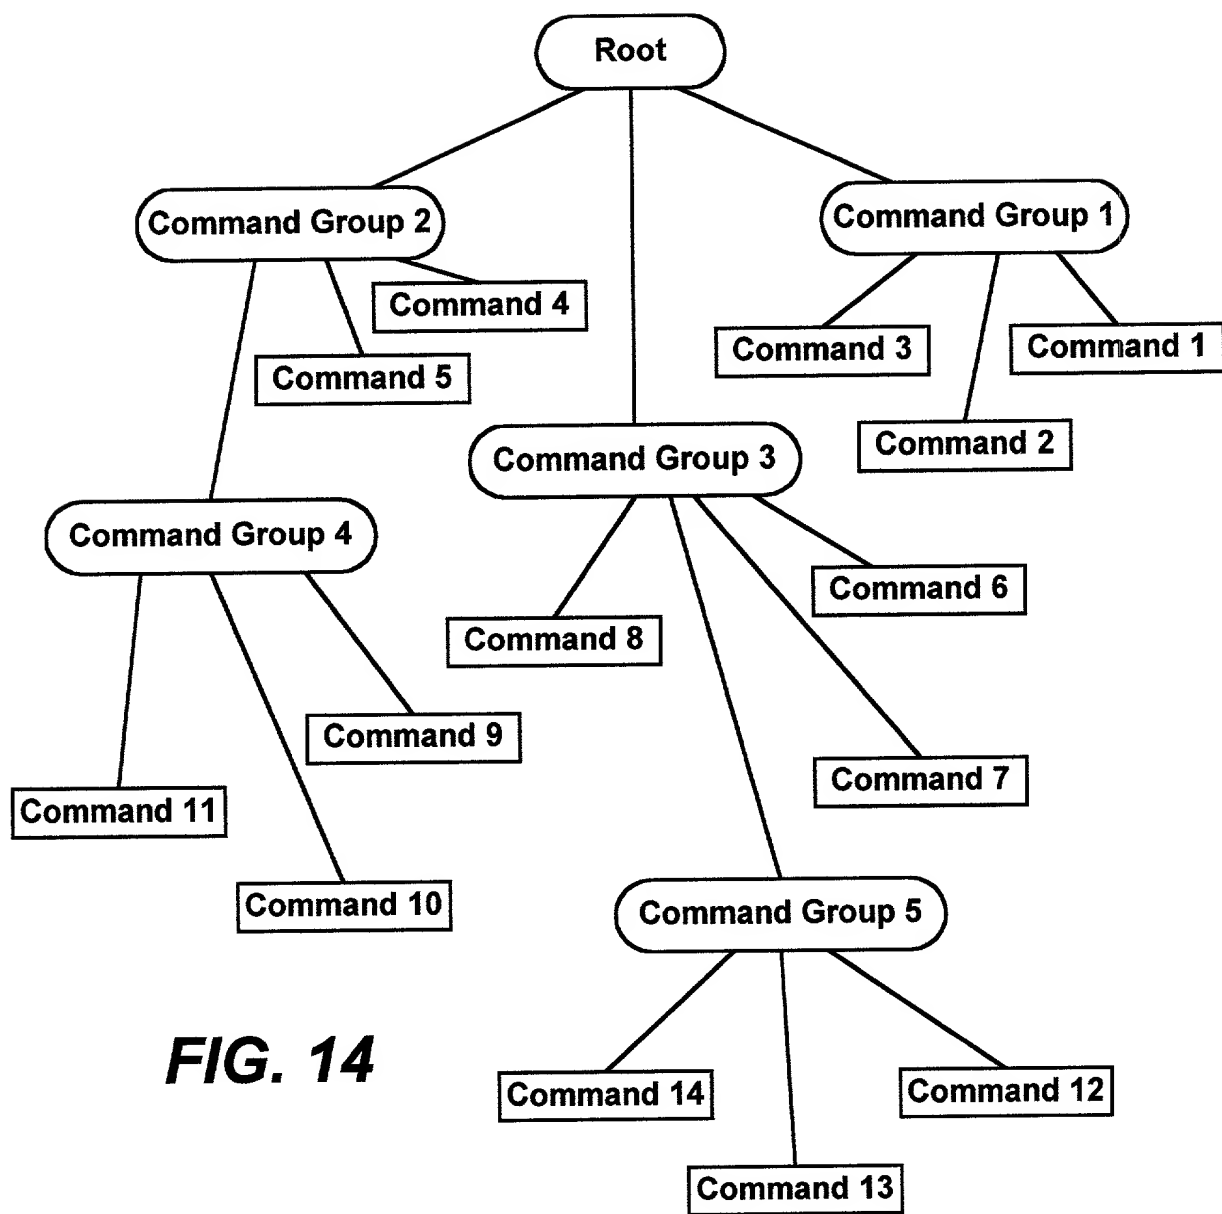 Root
Command Group 2
Command Group 1
Command 4
Command 3
Command 1
Command 5
Command 2
Command Group 3
Command Group 4
Command 6
Command 8
Command 9
Command 7
Command 11
Command 10
Command Group 5
FIG. 14
Command 14
Command 12
Command 13